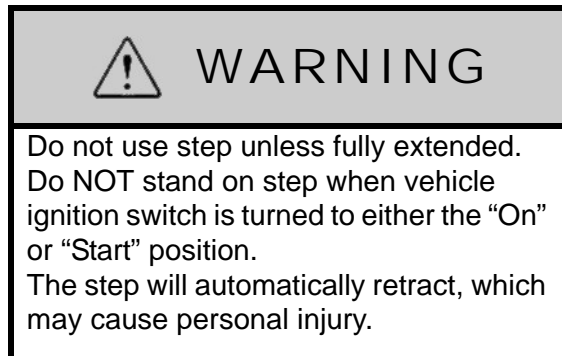 WARNING
Do not use step unless fully extended.
Do NOT stand on step when vehicle
ignition switch is turned to either the “On”
or “Start” position.
The step will automatically retract, which
may cause personal injury.